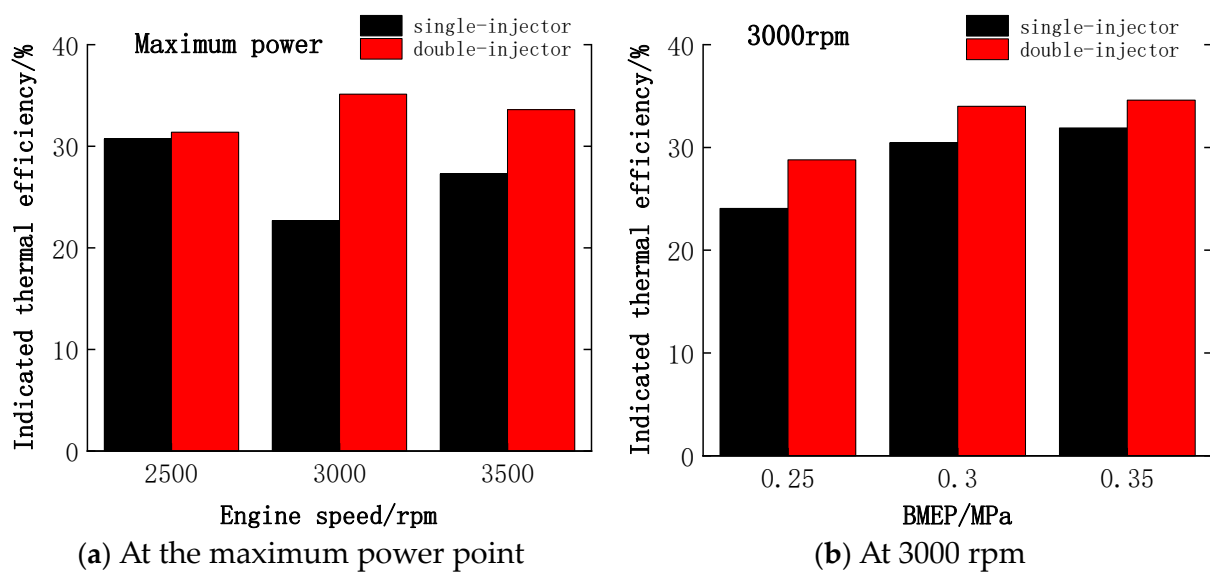 Maximum power
single-injector
double-injector
Indicated thermal efficiency/%
40
30
20
10
0
2500 3000 3500
Engine speed/rpm
(a) At the maximum power point
3000rpm
single-injector
double-injector
Indicated thermal efficiency/%
40
30
20
10
0
0.25 0.3 0.35
BMEP/MPa
(b) At 3000 rpm